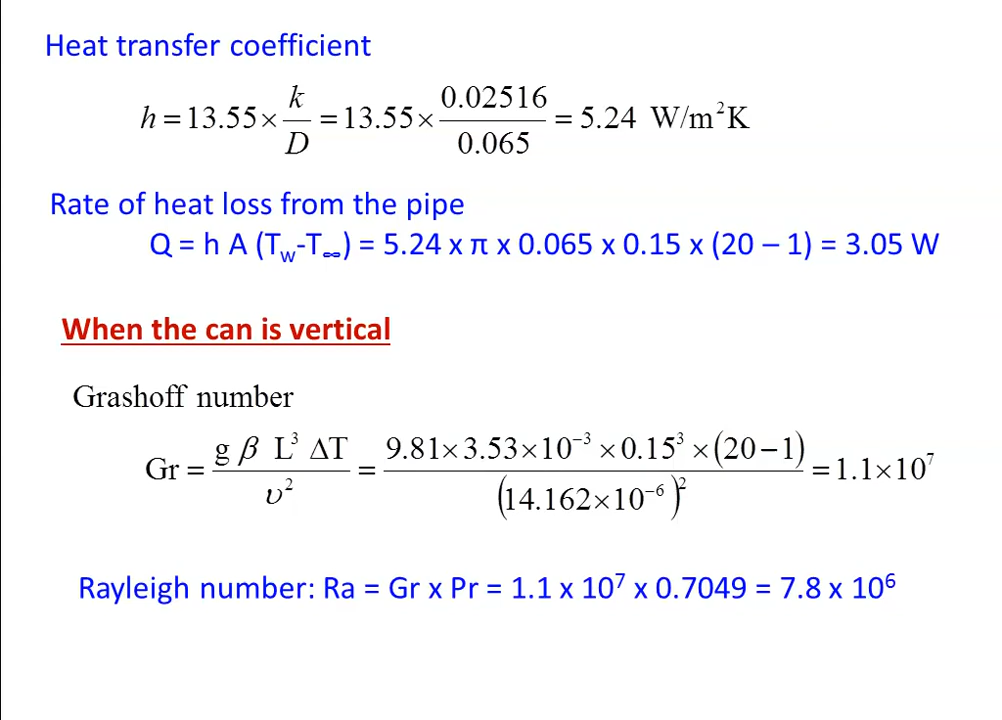 Heat transfer coefficient
h = 13.55 × k/D = 13.55 × 0.02516/0.065 = 5.24 W/m²K
Rate of heat loss from the pipe
Q = h A (Tw-T∞) = 5.24 x π x 0.065 x 0.15 x (20 – 1) = 3.05 W
When the can is vertical
Grashoff number
Gr = g β L³ ΔT / υ² = 9.81×3.53×10⁻³ ×0.15³ ×(20−1) / (14.162×10⁻⁶)² = 1.1×10⁷
Rayleigh number: Ra = Gr x Pr = 1.1 x 10⁷ x 0.7049 = 7.8 x 10⁶